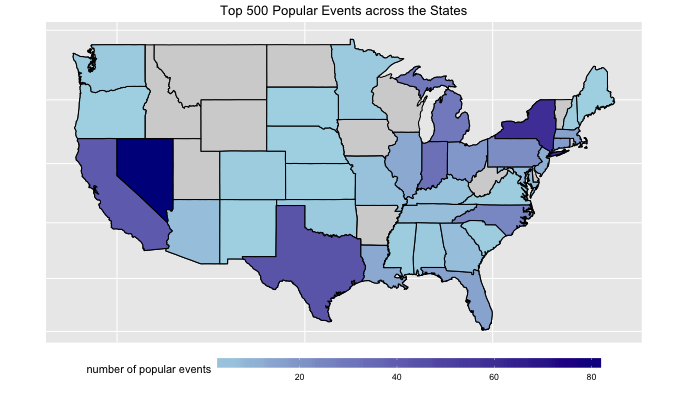 Top 500 Popular Events across the States
number of popular events
20 40 60 80